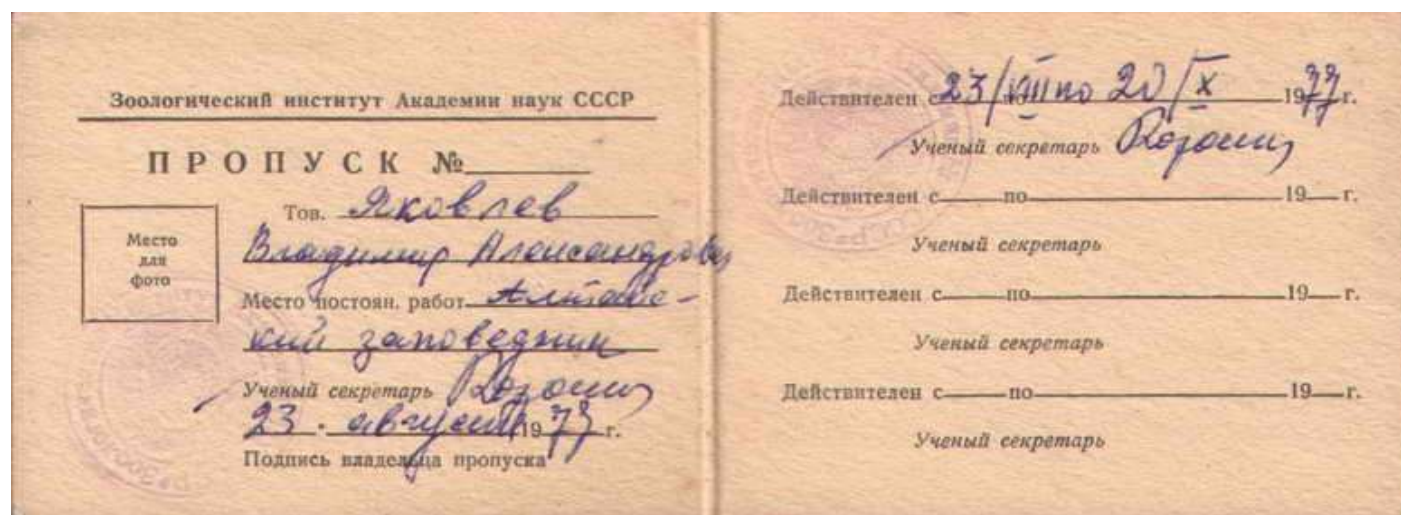 Зоологический институт Академии наук СССР
ПРОПУСК №
Место
для
фото
Тов. Яковлев
Владимир Александрович
Место постоян. работ Алтайс-
кий заповедник
Ученый секретарь
23 августа 1977 г.
Подпись владельца пропуска
Действителен с 23/VIII по 20/X 1977 г.
Ученый секретарь
Действителен с по 19 г.
Ученый секретарь
Действителен с по 19 г.
Ученый секретарь
Действителен с по 19 г.
Ученый секретарь